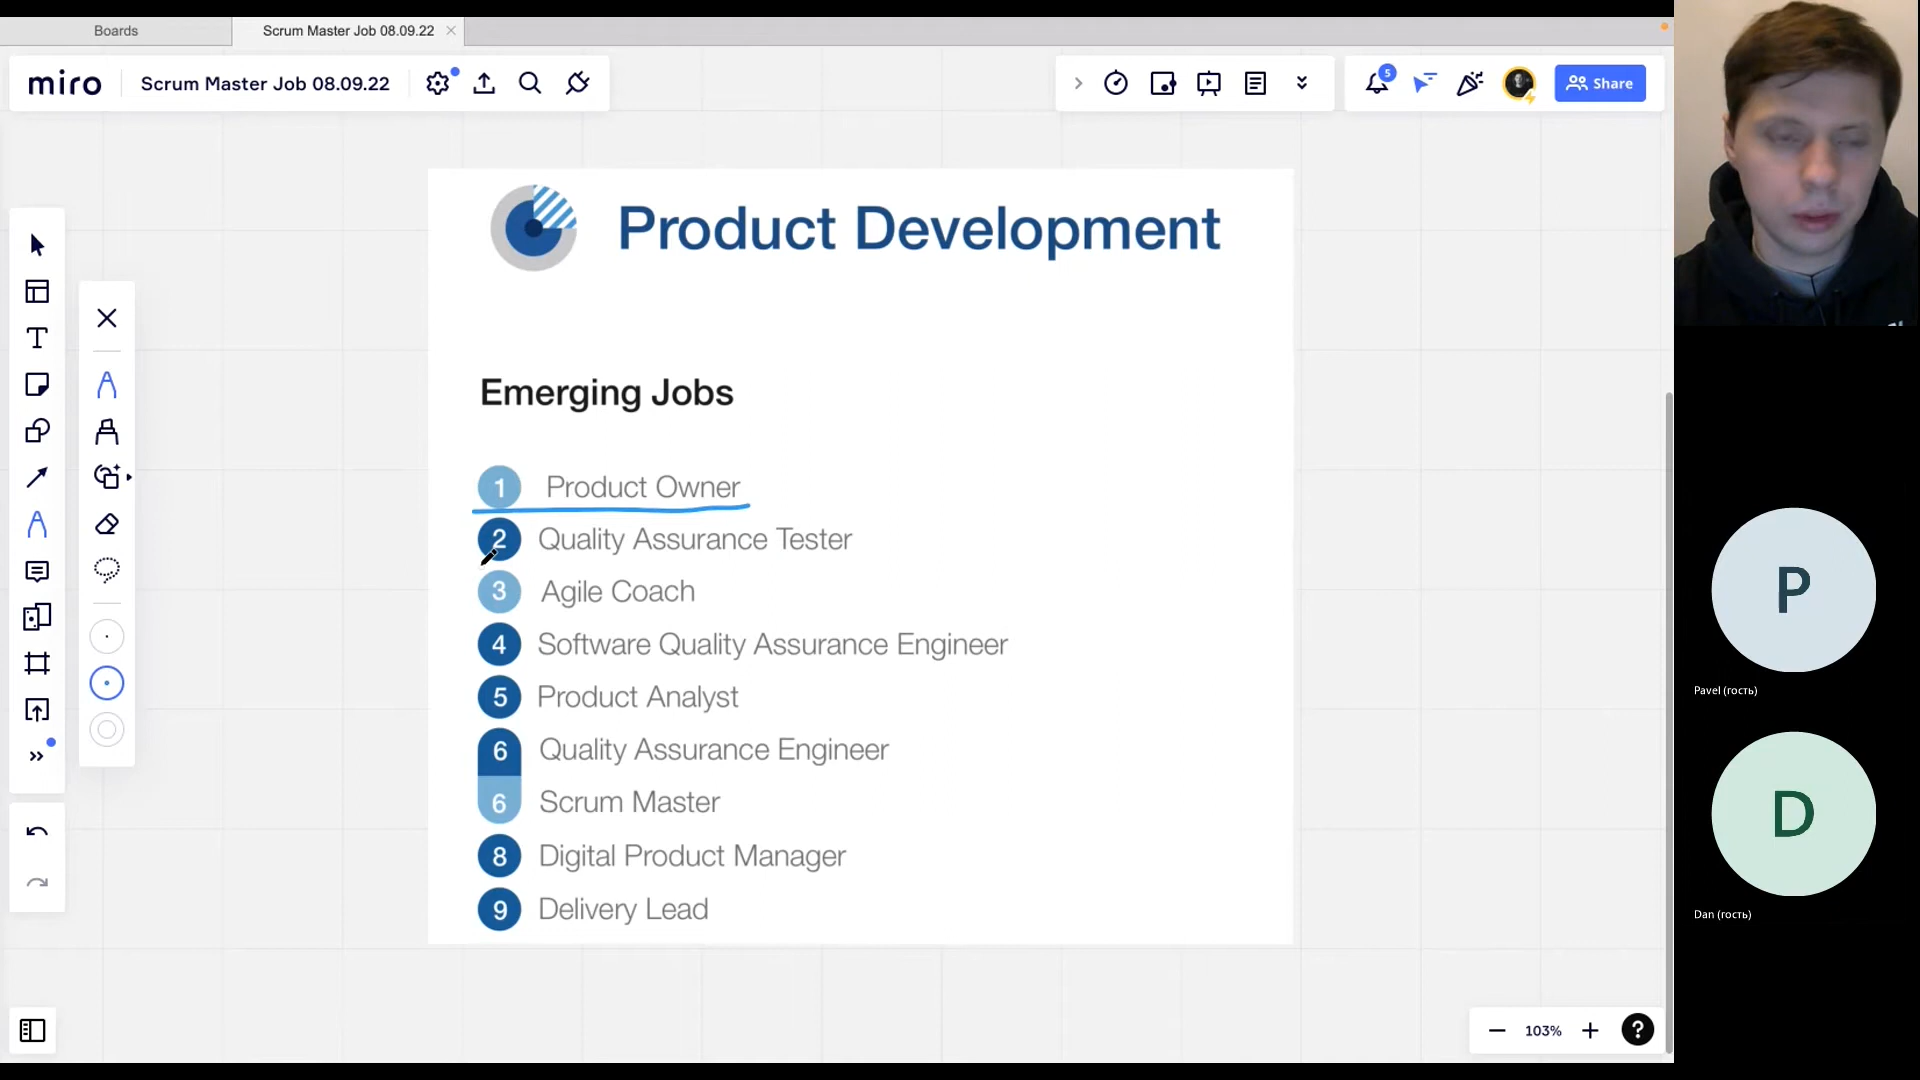 Boards
Scrum Master Job 08.09.22
miro
Scrum Master Job 08.09.22
5
Share
Product Development
Emerging Jobs
1 Product Owner
2 Quality Assurance Tester
3 Agile Coach
4 Software Quality Assurance Engineer
5 Product Analyst
6 Quality Assurance Engineer
6 Scrum Master
8 Digital Product Manager
9 Delivery Lead
103%
P
Pavel (гость)
D
Dan (гость)